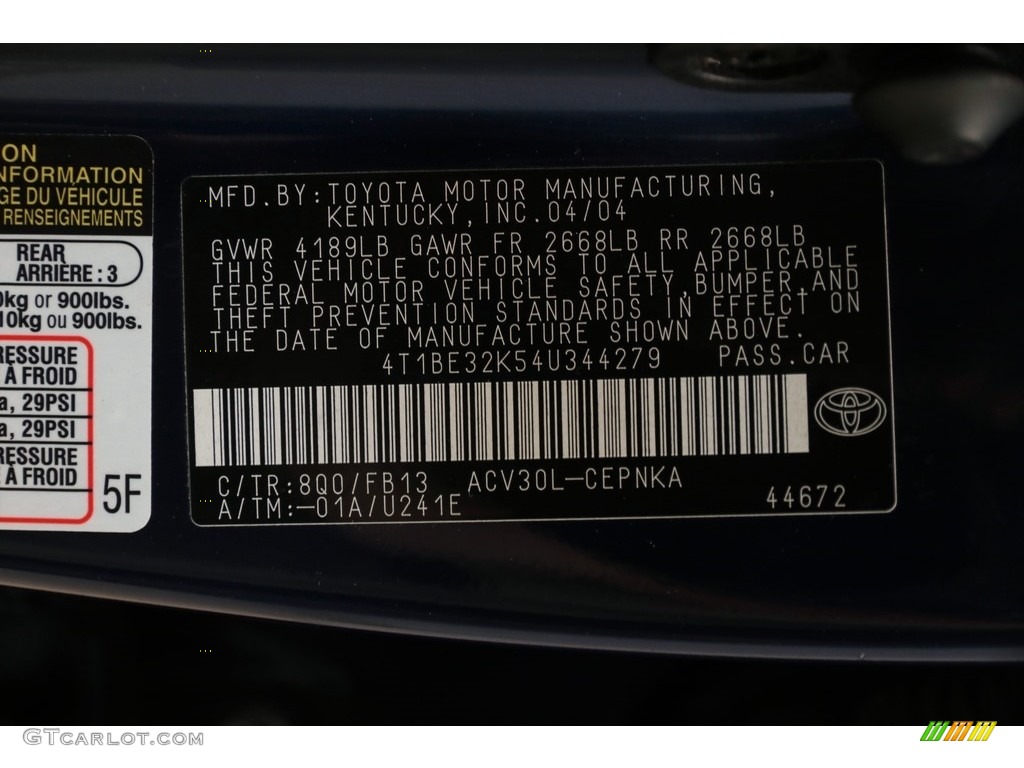 ON
NFORMATION
GE DU VÉHICULE
RENSEIGNEMENTS
REAR
ARRIÈRE : 3
0kg or 900lbs.
10kg ou 900lbs.
RESSURE
À FROID
a, 29PSI
a, 29PSI
RESSURE
À FROID
5F
MFD. BY: TOYOTA MOTOR MANUFACTURING,
KENTUCKY, INC. 04/04
GVWR 4189LB GAWR FR 2668LB RR 2668LB
THIS VEHICLE CONFORMS TO ALL APPLICABLE
FEDERAL MOTOR VEHICLE SAFETY, BUMPER, AND
THEFT PREVENTION STANDARDS IN EFFECT ON
THE DATE OF MANUFACTURE SHOWN ABOVE.
4T1BE32K54U344279 PASS. CAR
C/TR: 8Q0/FB13 ACV30L-CEPNKA
A/TM: -01A/U241E 44672
GTCARLOT.COM